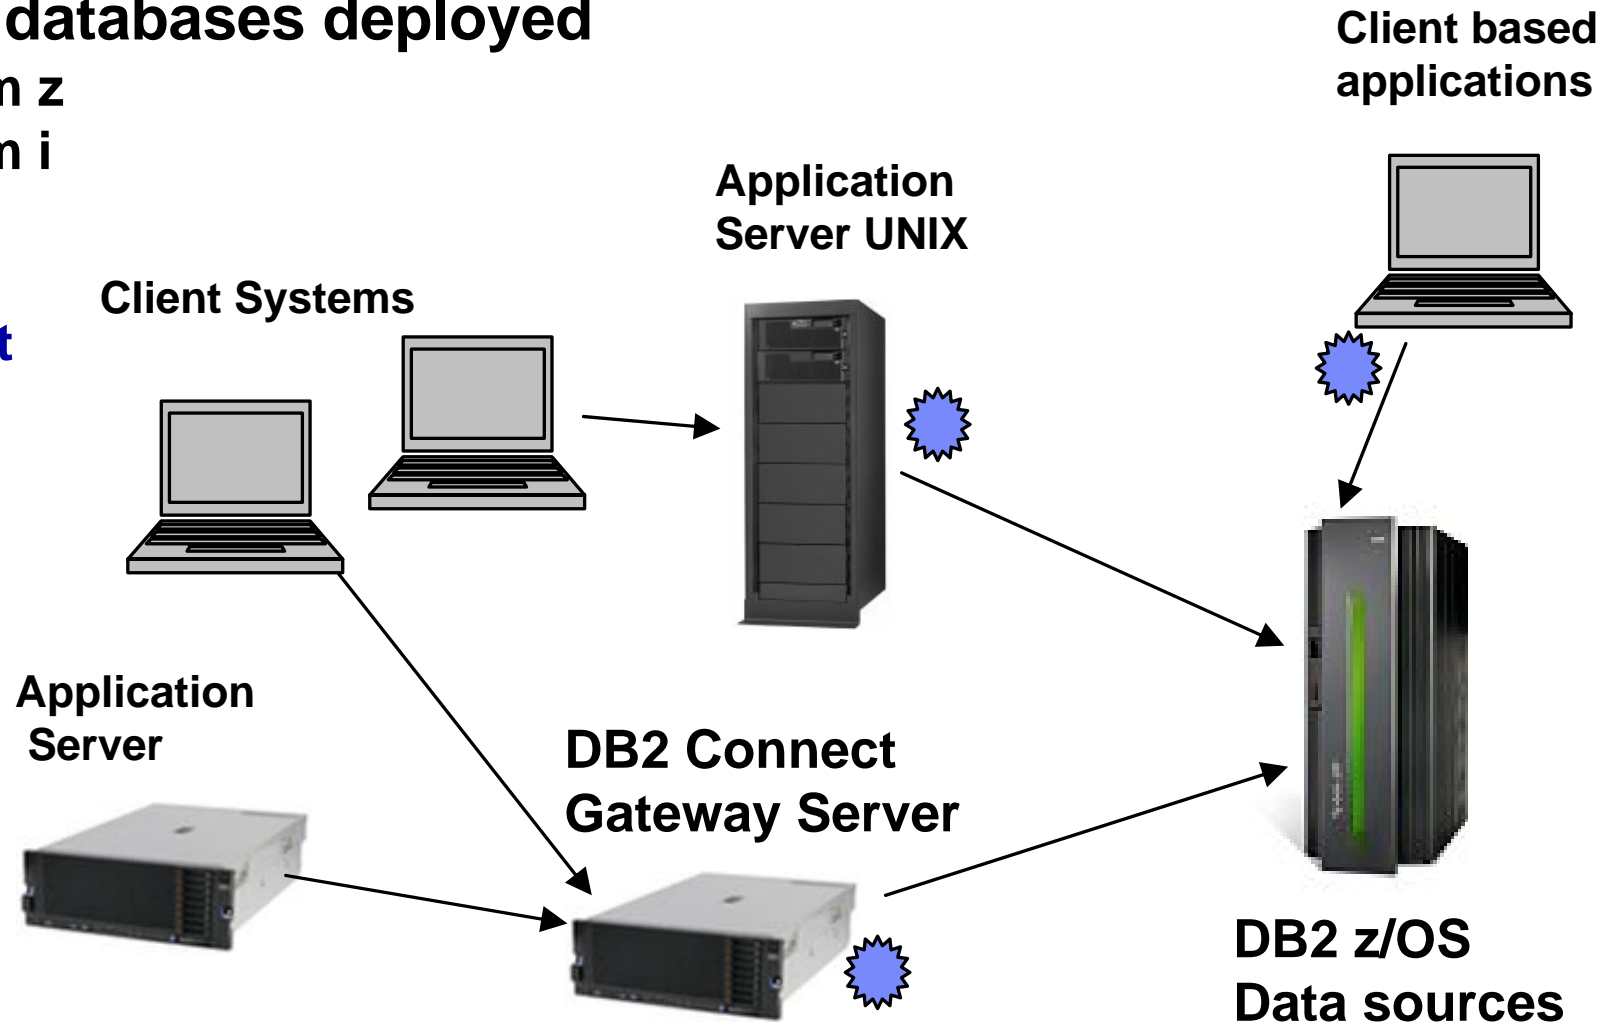 databases deployed
m z
m i
t
Client based
applications
Application
Server UNIX
Client Systems
Application
Server
DB2 Connect
Gateway Server
DB2 z/OS
Data sources